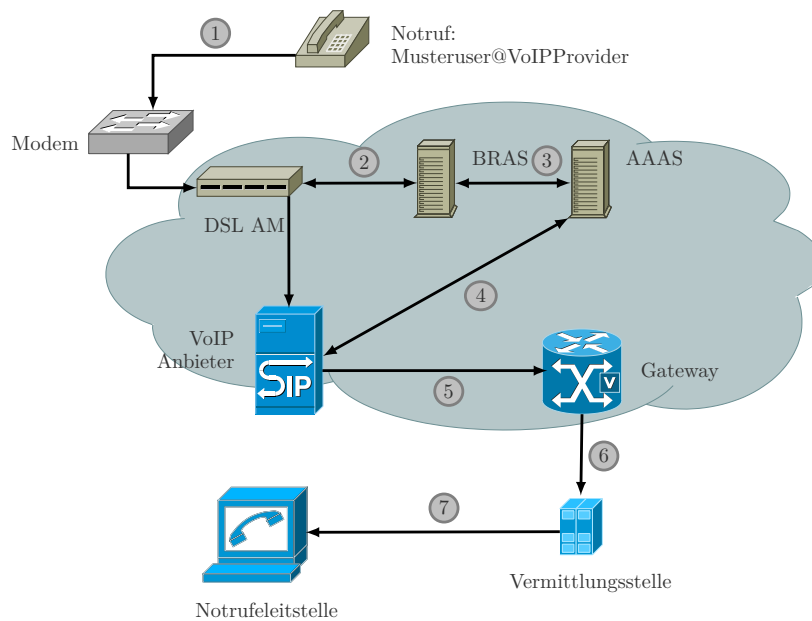 1
Notruf:
Musteruser@VoIPProvider
Modem
2
BRAS
3
AAAS
DSL AM
4
VoIP
Anbieter
SIP
5
V
Gateway
6
7
Vermittlungsstelle
Notrufeleitstelle